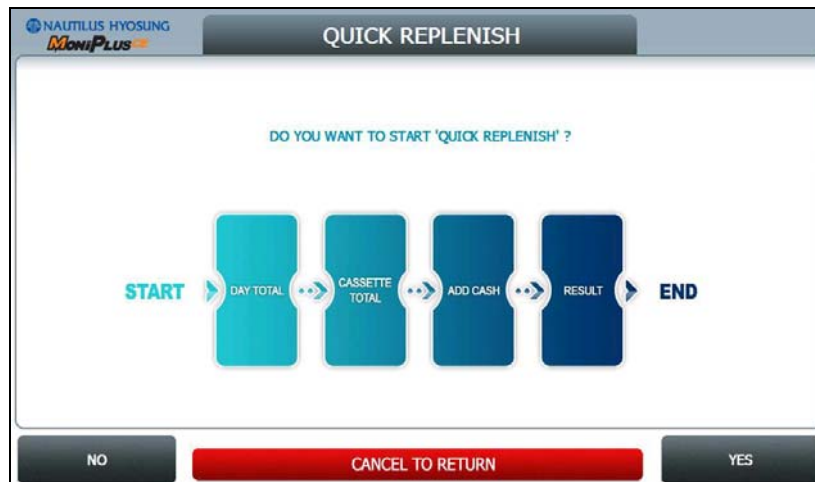 NAUTILUS HYOSUNG
MONIPLUS CE
QUICK REPLENISH
DO YOU WANT TO START 'QUICK REPLENISH' ?
START
DAY TOTAL
CASSETTE
TOTAL
ADD CASH
RESULT
END
NO
CANCEL TO RETURN
YES